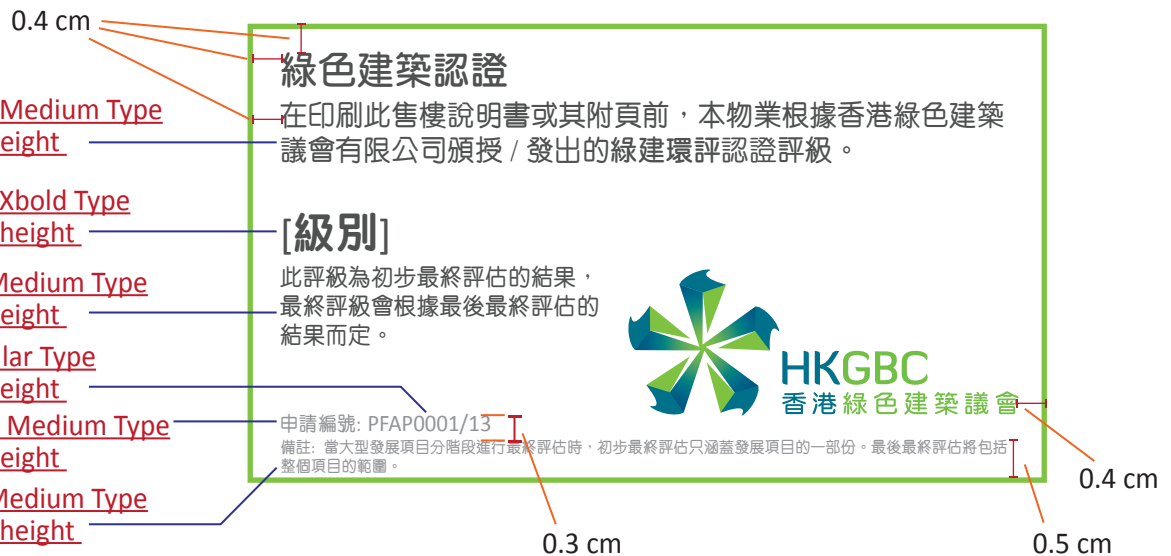 0.4 cm
綠色建築認證
在印刷此售樓說明書或其附頁前，本物業根據香港綠色建築
議會有限公司頒授 / 發出的綠建環評認證評級。
Medium Type
eight
Xbold Type
height
[級別]
Medium Type
eight
此評級為初步最終評估的結果，
最終評級會根據最後最終評估的
結果而定。
lar Type
eight
HKGBC
香港綠色建築議會
Medium Type
eight
申請編號: PFAP0001/13
備註: 當大型發展項目分階段進行最終評估時，初步最終評估只涵蓋發展項目的一部份。最後最終評估將包括
整個項目的範圍。
Medium Type
height
0.4 cm
0.3 cm
0.5 cm